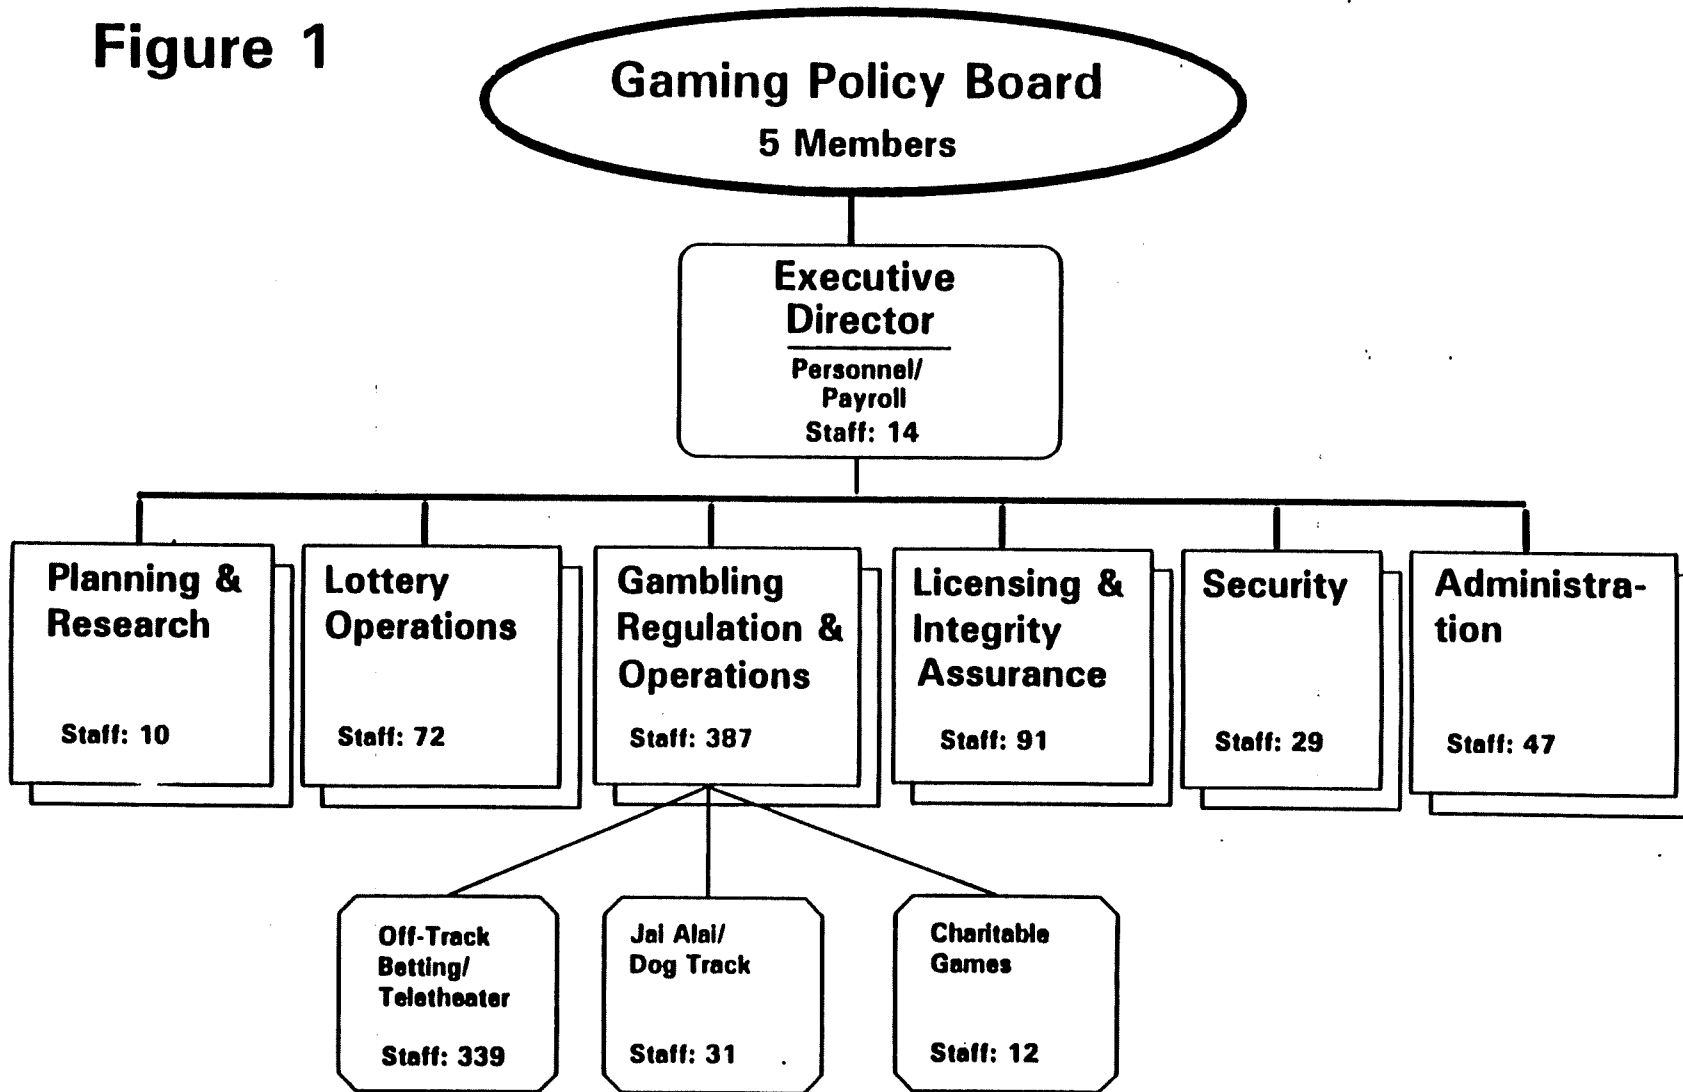 Figure 1
Gaming Policy Board
5 Members
Executive
Director
Personnel/
Payroll
Staff: 14
Planning &
Research
Staff: 10
Lottery
Operations
Staff: 72
Gambling
Regulation &
Operations
Staff: 387
Licensing &
Integrity
Assurance
Staff: 91
Security
Staff: 29
Administra-
tion
Staff: 47
Off-Track
Betting/
Teletheater
Staff: 339
Jai Alai/
Dog Track
Staff: 31
Charitable
Games
Staff: 12